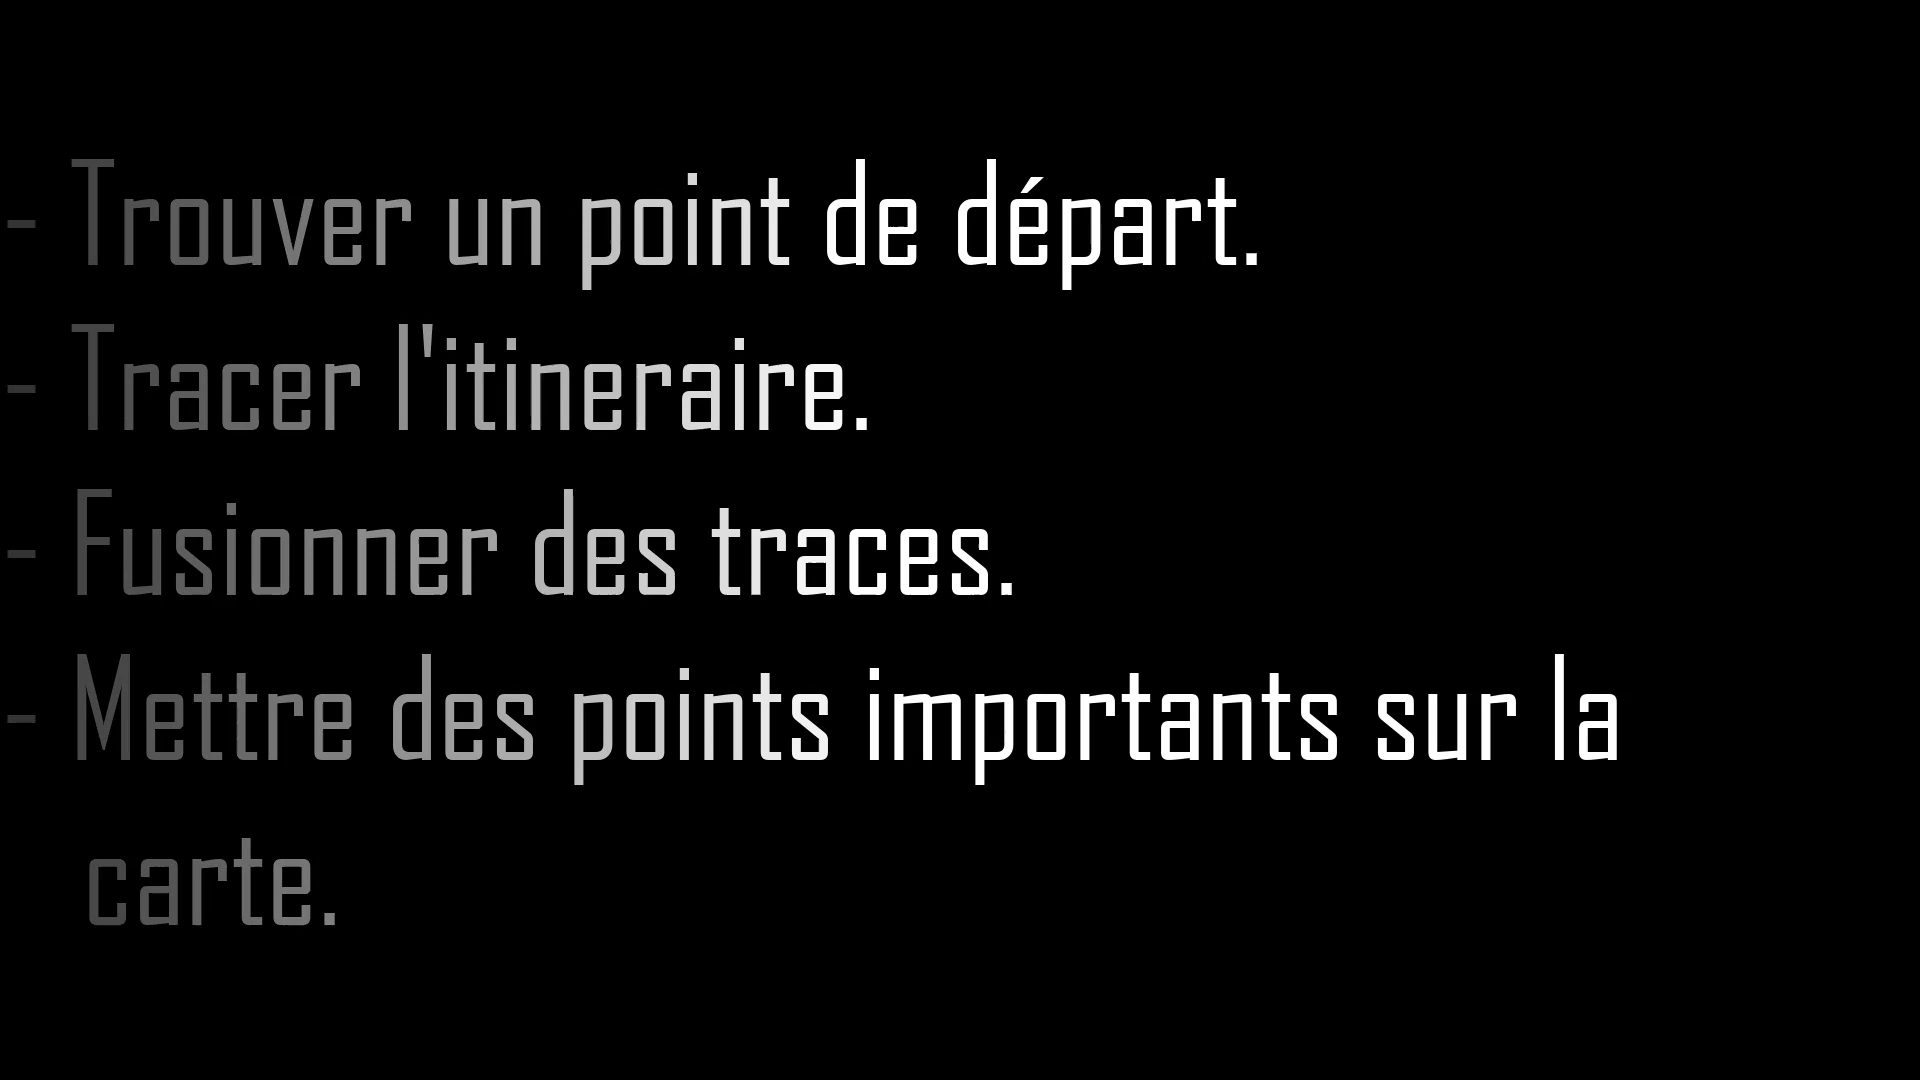 - Trouver un point de départ.
- Tracer l'itineraire.
- Fusionner des traces.
- Mettre des points importants sur la
carte.